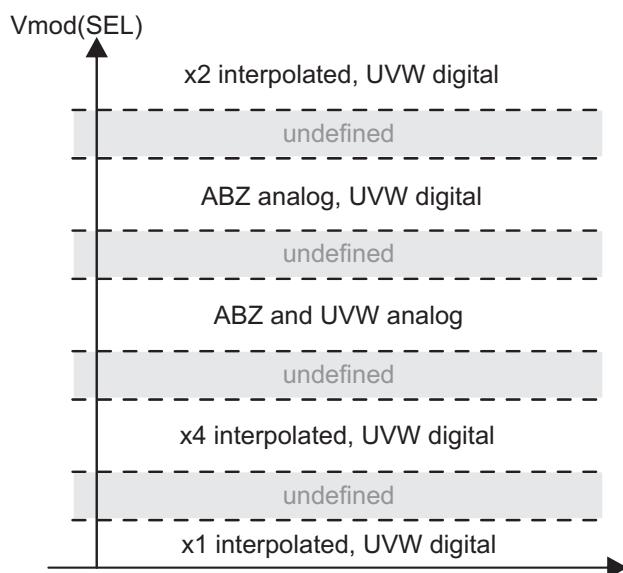 Vmod(SEL)
x2 interpolated, UVW digital
undefined
ABZ analog, UVW digital
undefined
ABZ and UVW analog
undefined
x4 interpolated, UVW digital
undefined
x1 interpolated, UVW digital